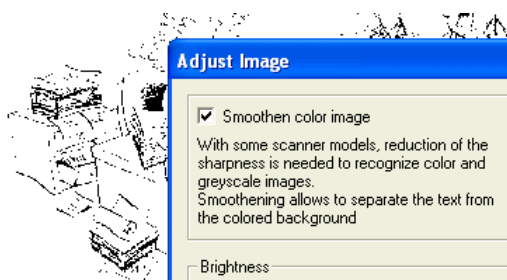 Adjust Image
Smoothen color image
With some scanner models, reduction of the
sharpness is needed to recognize color and
greyscale images.
Smoothening allows to separate the text from
the colored background
Brightness